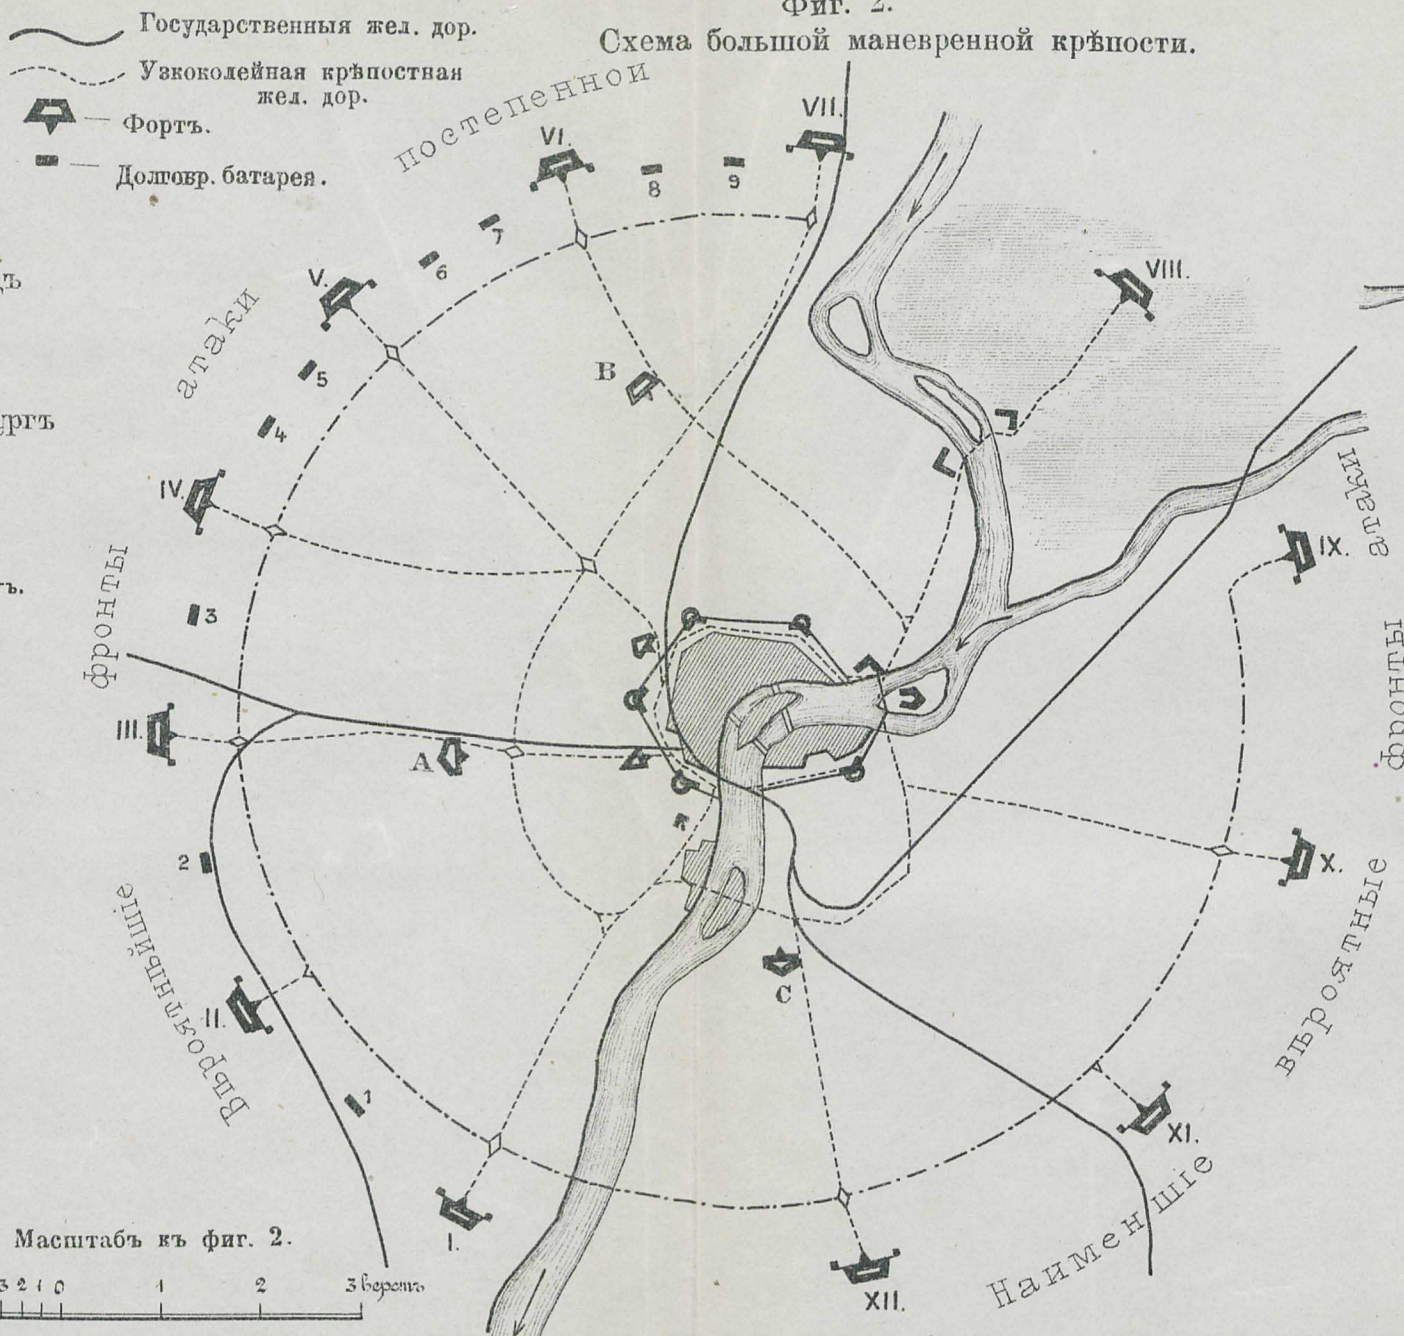 Фиг. 2.
Схема большой маневренной крѣпости.
Государственныя жел. дор.
Узкоколейная крѣпостная
жел. дор.
Фортъ.
Долговр. батарея.
ургъ
постепенной
атаки
фронты
Вѣроятнѣйшіе
VI.
VII.
8
9
7
6
V.
VIII.
5
4
В
IV.
IX.
3
III.
А
2
X.
II.
С
1
XI.
I.
XII.
атаки
фронты
вѣроятные
Наименшіе
Масштабъ къ фиг. 2.
3 2 1 0 1 2 3 верстъ